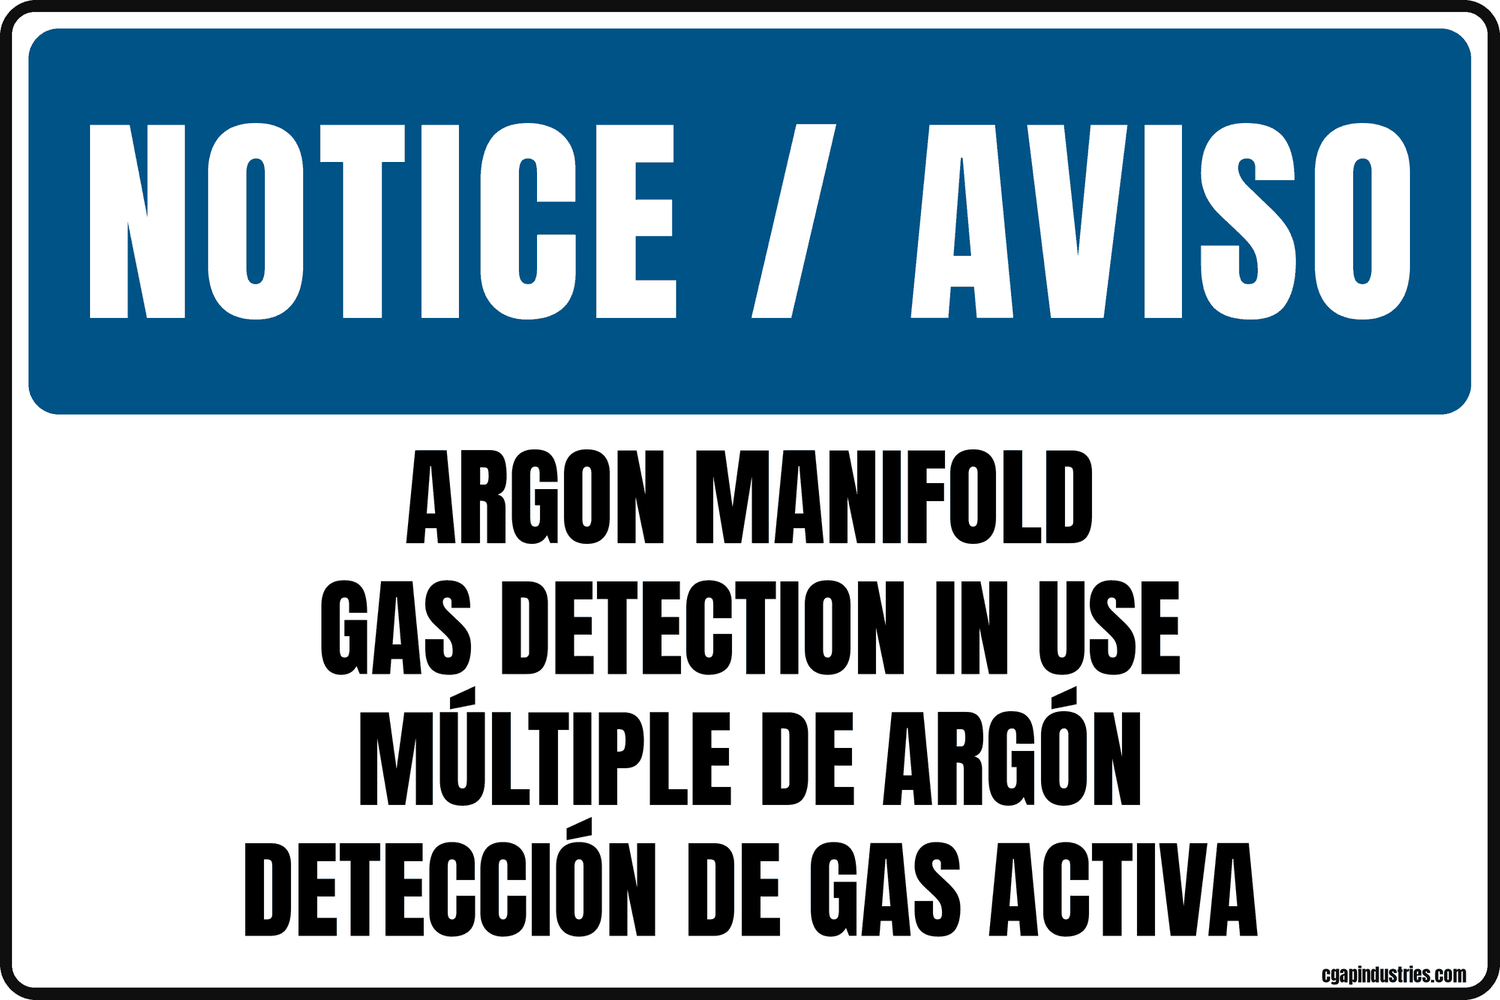 NOTICE / AVISO
ARGON MANIFOLD
GAS DETECTION IN USE
MÚLTIPLE DE ARGÓN
DETECCIÓN DE GAS ACTIVA
cgapindustries.com